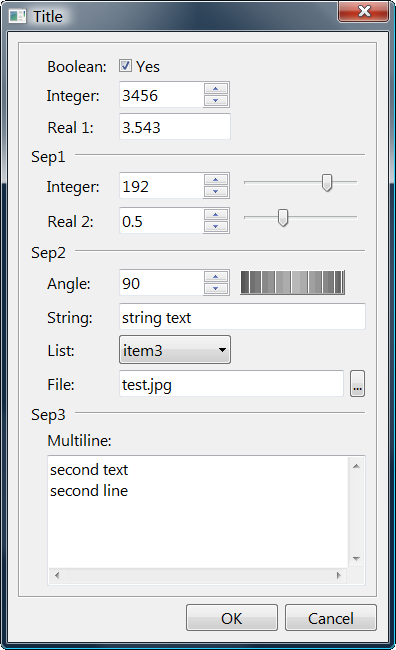 Title
Boolean: Yes
Integer: 3456
Real 1: 3.543
Sep1
Integer: 192
Real 2: 0.5
Sep2
Angle: 90
String: string text
List: item3
File: test.jpg ...
Sep3
Multiline:
second text
second line
OK Cancel